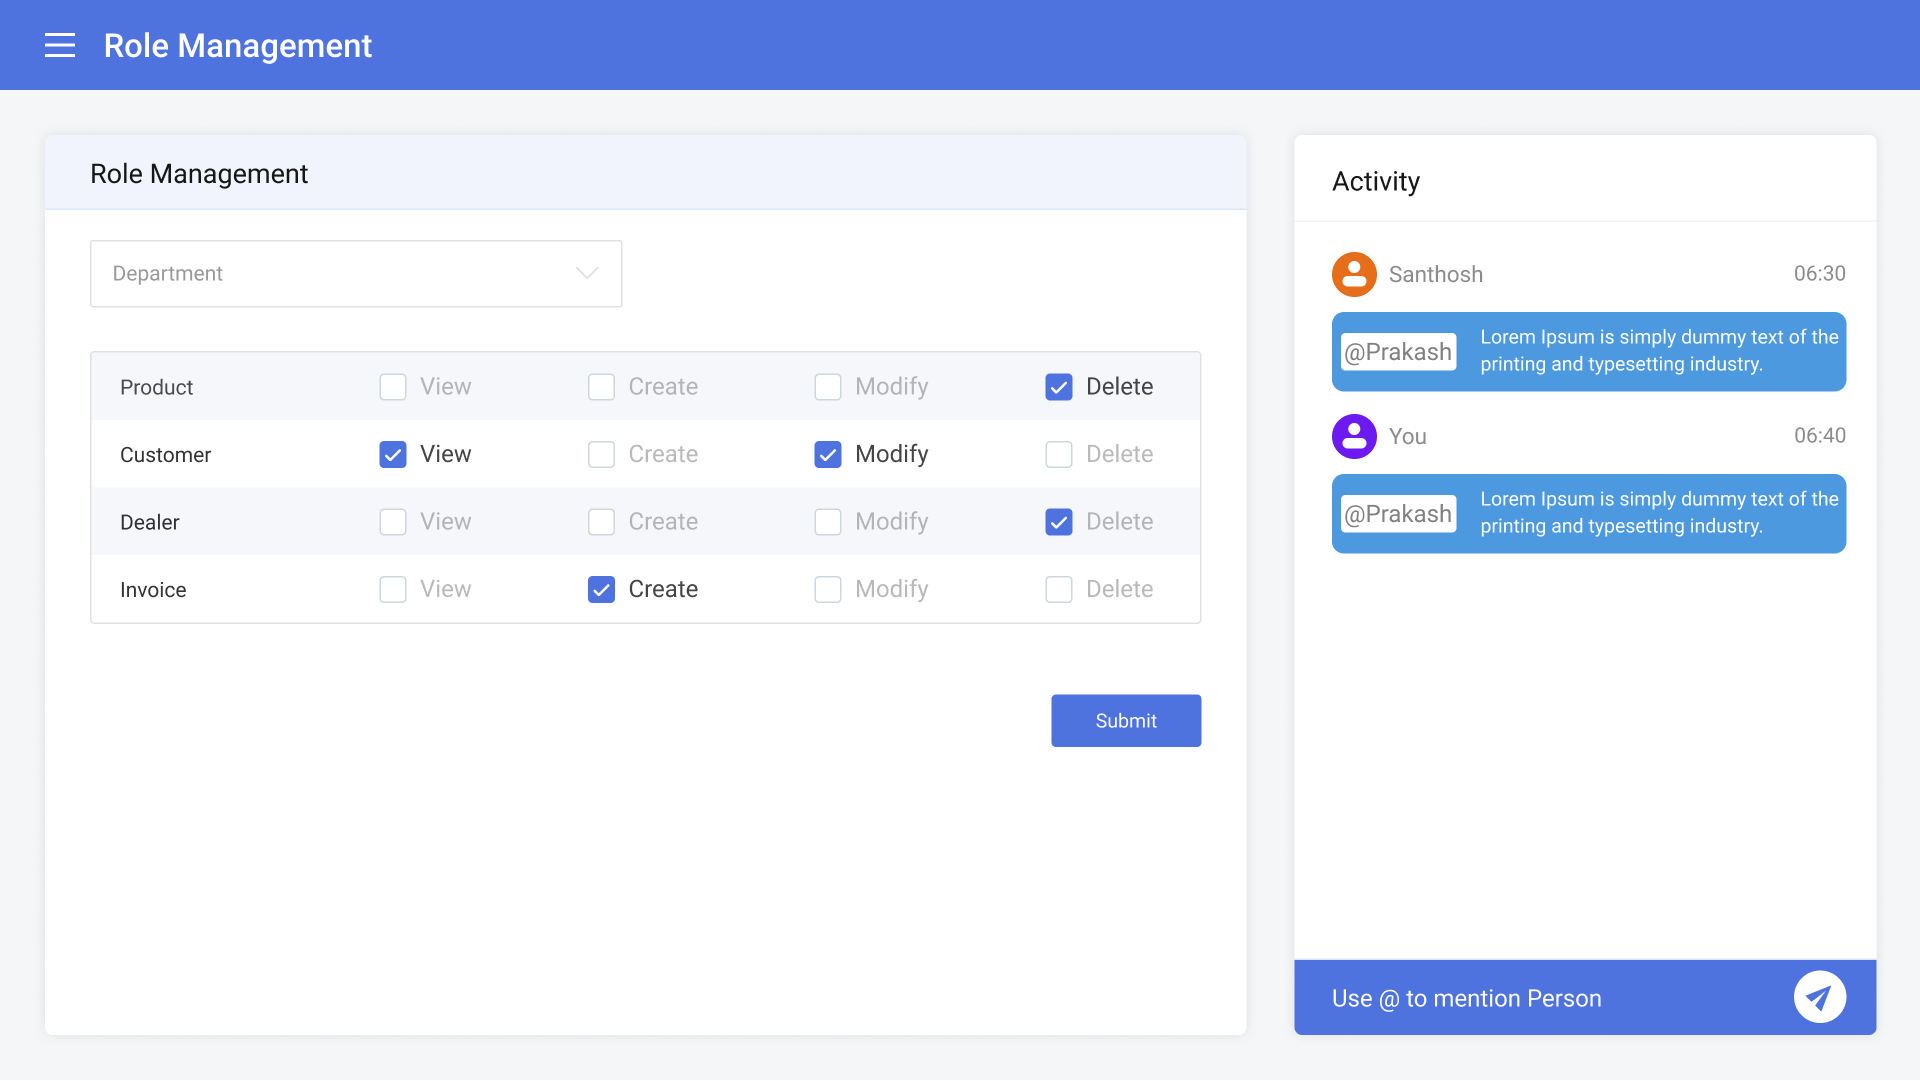 Role Management
Role Management
Department
Product View Create Modify Delete
Customer View Create Modify Delete
Dealer View Create Modify Delete
Invoice View Create Modify Delete
Submit
Activity
Santhosh 06:30
@Prakash
Lorem Ipsum is simply dummy text of the
printing and typesetting industry.
You 06:40
@Prakash
Lorem Ipsum is simply dummy text of the
printing and typesetting industry.
Use @ to mention Person